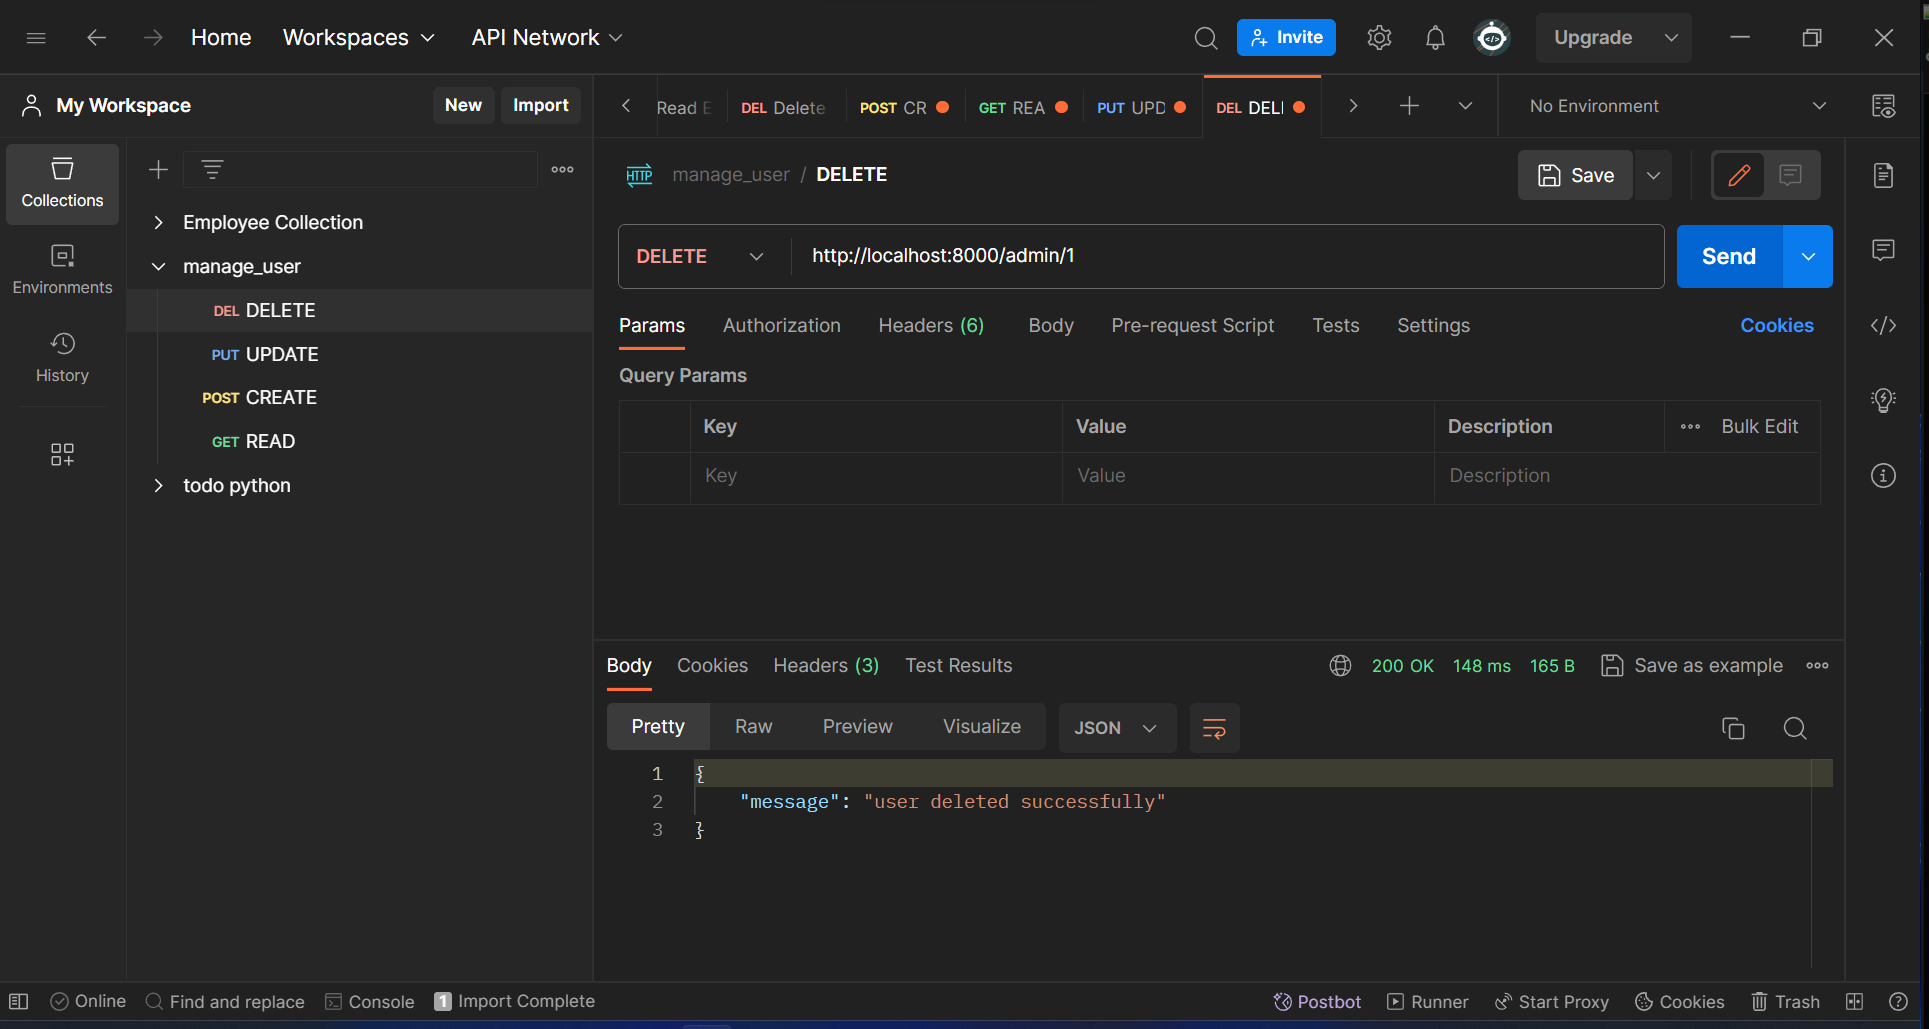 Home Workspaces API Network Invite Upgrade
My Workspace New Import
Read E DEL Delete POST CR GET REA PUT UPD DEL DEL No Environment
Collections
Environments
History
Employee Collection
manage_user
DEL DELETE
PUT UPDATE
POST CREATE
GET READ
todo python
HTTP manage_user / DELETE Save
DELETE http://localhost:8000/admin/1 Send
Params Authorization Headers (6) Body Pre-request Script Tests Settings Cookies
Query Params
Key Value Description Bulk Edit
Key Value Description
Body Cookies Headers (3) Test Results 200 OK 148 ms 165 B Save as example
Pretty Raw Preview Visualize JSON
1 {
2 "message": "user deleted successfully"
3 }
Online Find and replace Console 1 Import Complete Postbot Runner Start Proxy Cookies Trash